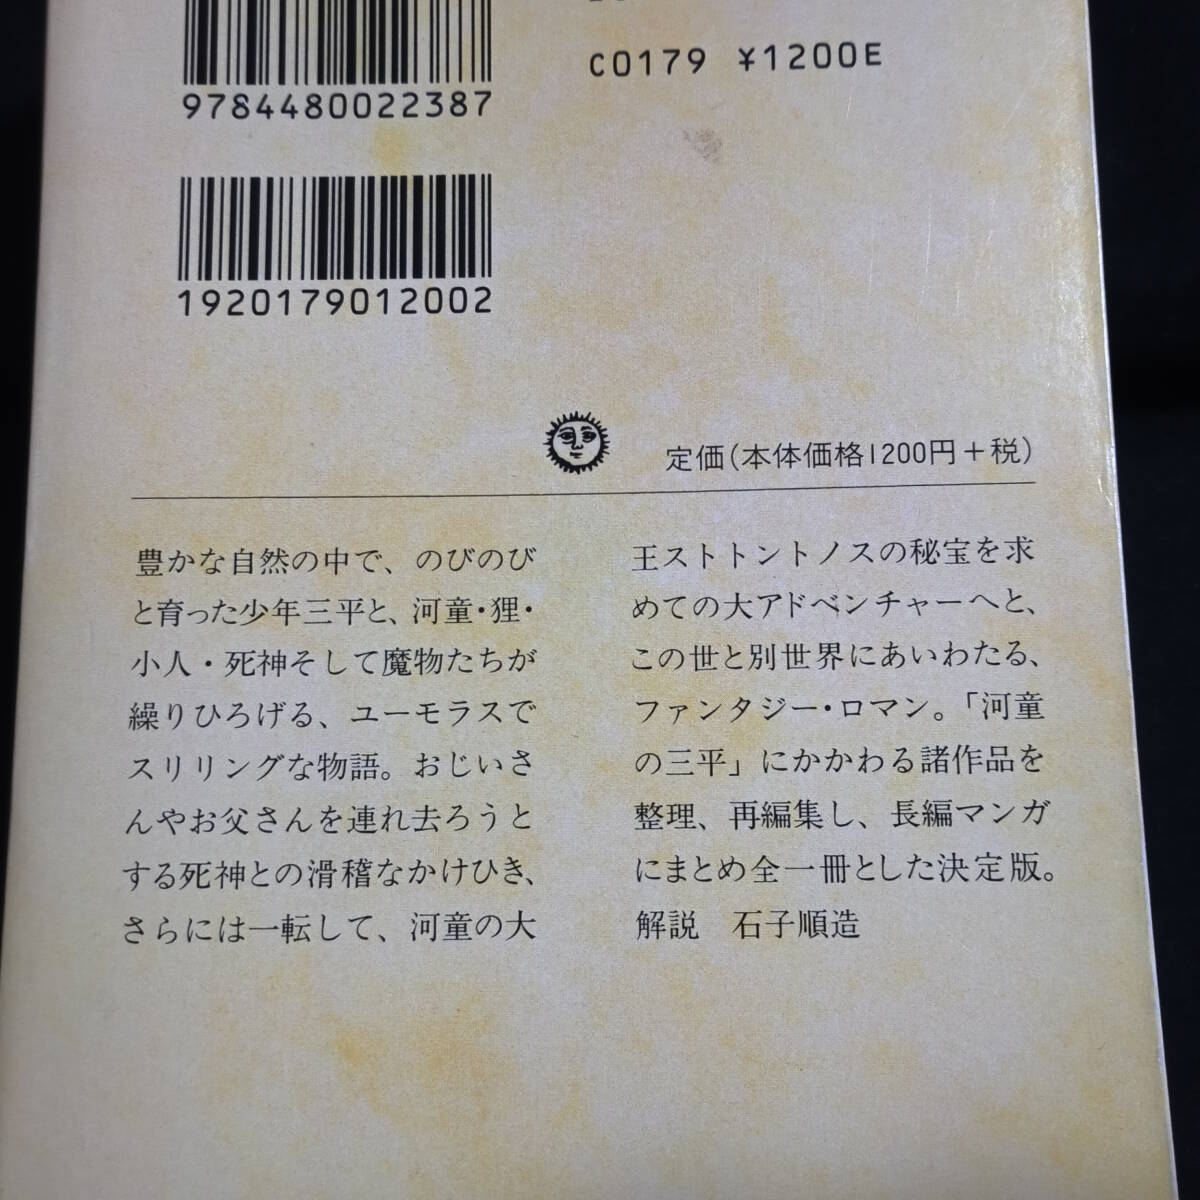 C0179 ¥1200E
9784480022387
1920179012002
定価(本体価格1200円+税)
豊かな自然の中で、のびのび
と育った少年三平と、河童・狸・
小人・死神そして魔物たちが
繰りひろげる、ユーモラスで
スリリングな物語。おじいさ
んやお父さんを連れ去ろうと
する死神との滑稽なかけひき、
さらには一転して、河童の大
王ストトントノスの秘宝を求
めての大アドベンチャーへと、
この世と別世界にあいわたる、
ファンタジー・ロマン。「河童
の三平」にかかわる諸作品を
整理、再編集し、長編マンガ
にまとめ全一冊とした決定版。
解説　石子順造